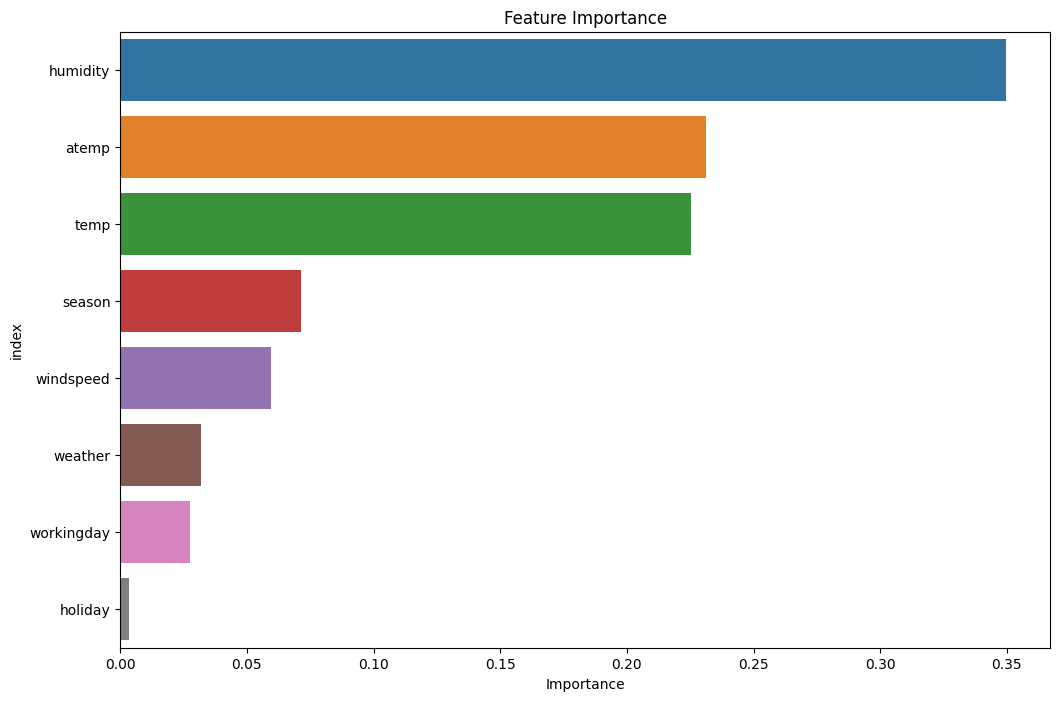 Feature Importance
humidity
atemp
temp
season
windspeed
weather
workingday
holiday
index
0.00 0.05 0.10 0.15 0.20 0.25 0.30 0.35
Importance